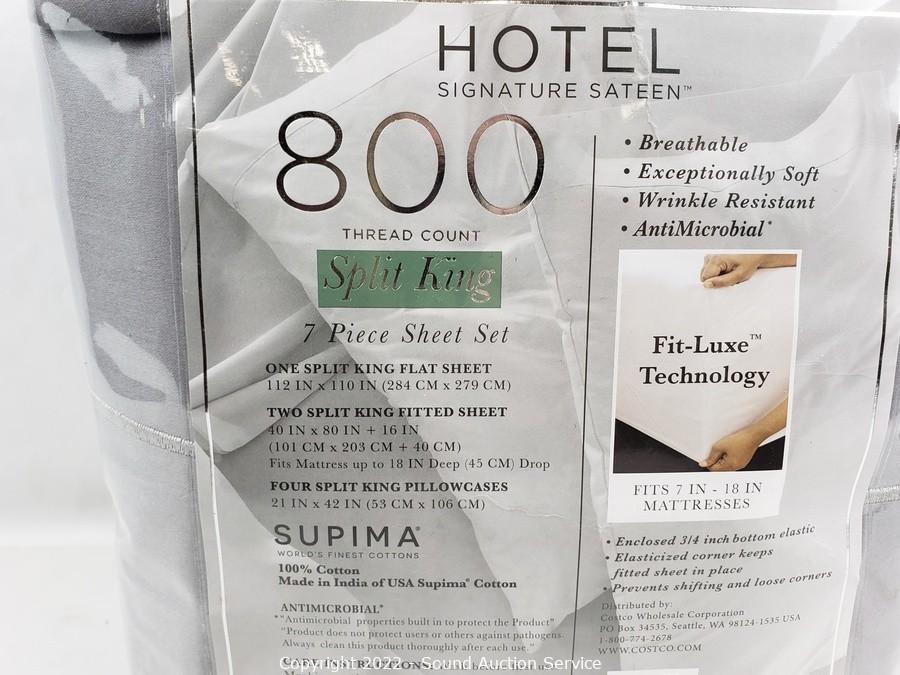 HOTEL
SIGNATURE SATEEN™
800
THREAD COUNT
Split King
7 Piece Sheet Set
ONE SPLIT KING FLAT SHEET
112 IN x 110 IN (284 CM x 279 CM)
TWO SPLIT KING FITTED SHEET
40 IN x 80 IN + 16 IN
(101 CM x 203 CM + 40 CM)
Fits Mattress up to 18 IN Deep (45 CM) Drop
FOUR SPLIT KING PILLOWCASES
21 IN x 42 IN (53 CM x 106 CM)
SUPIMA®
WORLD'S FINEST COTTONS
100% Cotton
Made in India of USA Supima® Cotton
ANTIMICROBIAL*
*"Antimicrobial properties built in to protect the Product"
"Product does not protect users or others against pathogens.
Always clean this product thoroughly after each use."
• Breathable
• Exceptionally Soft
• Wrinkle Resistant
• AntiMicrobial*
Fit-Luxe™
Technology
FITS 7 IN - 18 IN
MATTRESSES
• Enclosed 3/4 inch bottom elastic
• Elasticized corner keeps
fitted sheet in place
• Prevents shifting and loose corners
Distributed by:
Costco Wholesale Corporation
PO Box 34535, Seattle, WA 98124-1535 USA
1-800-774-2678
WWW.COSTCO.COM
Copyright 2022 - Sound Auction Service